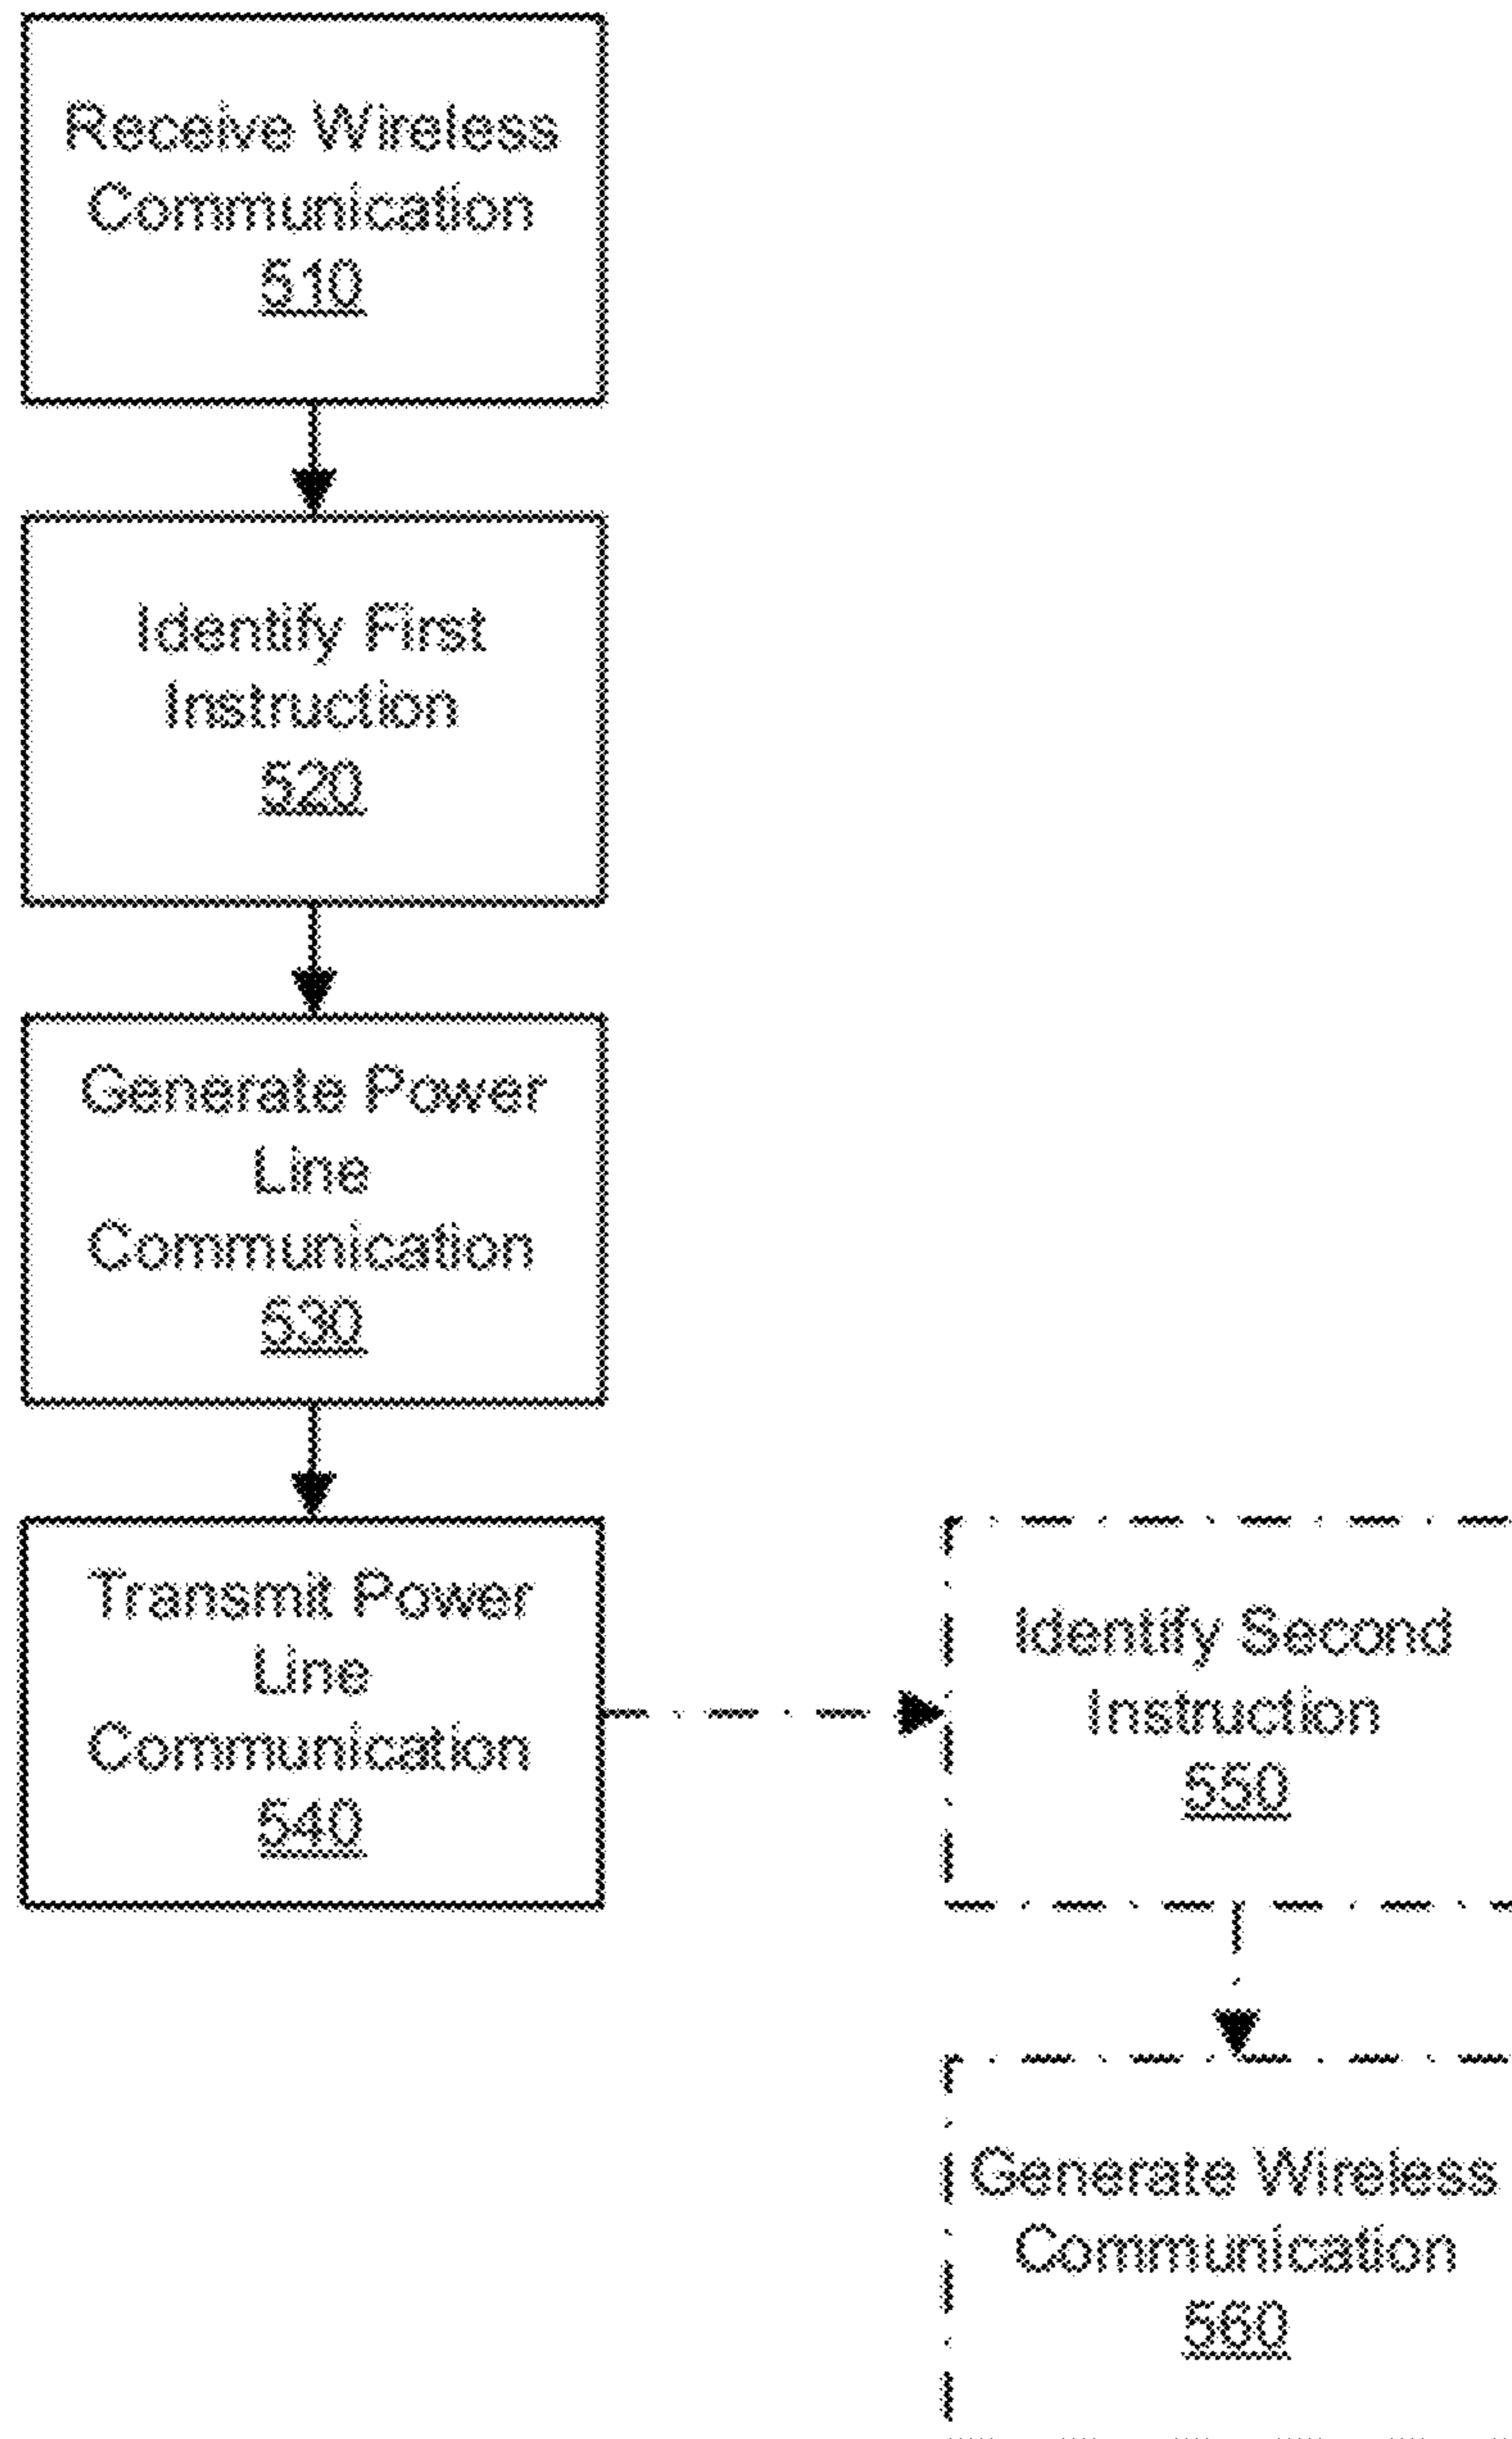 Receive Wireless
Communication
510
Identify First
Instruction
520
Generate Power
Line
Communication
530
Transmit Power
Line
Communication
540
Identify Second
Instruction
550
Generate Wireless
Communication
560